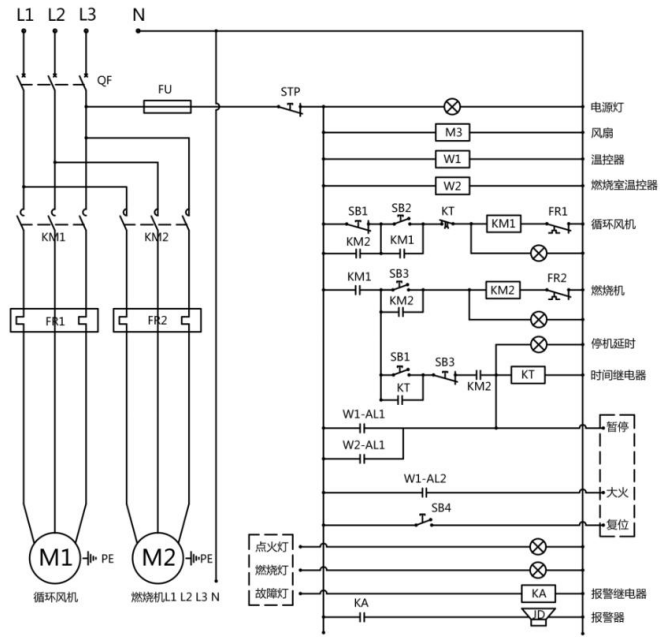 L1 L2 L3 N
QF
FU
STP
电源灯
M3 风扇
W1 温控器
W2 燃烧室温控器
SB1 SB2 KT FR1
KM1 循环风机
KM2 KM1
KM1 KM2
KM1 SB3 FR2
KM2 燃烧机
KM2
FR1 FR2
停机延时
SB1 SB3
KT 时间继电器
KT KM2
W1-AL1
暂停
W2-AL1
W1-AL2
大火
SB4
复位
点火灯
M1 PE M2 PE
燃烧灯
循环风机 燃烧机L1 L2 L3 N
故障灯 KA 报警继电器
KA JD 报警器